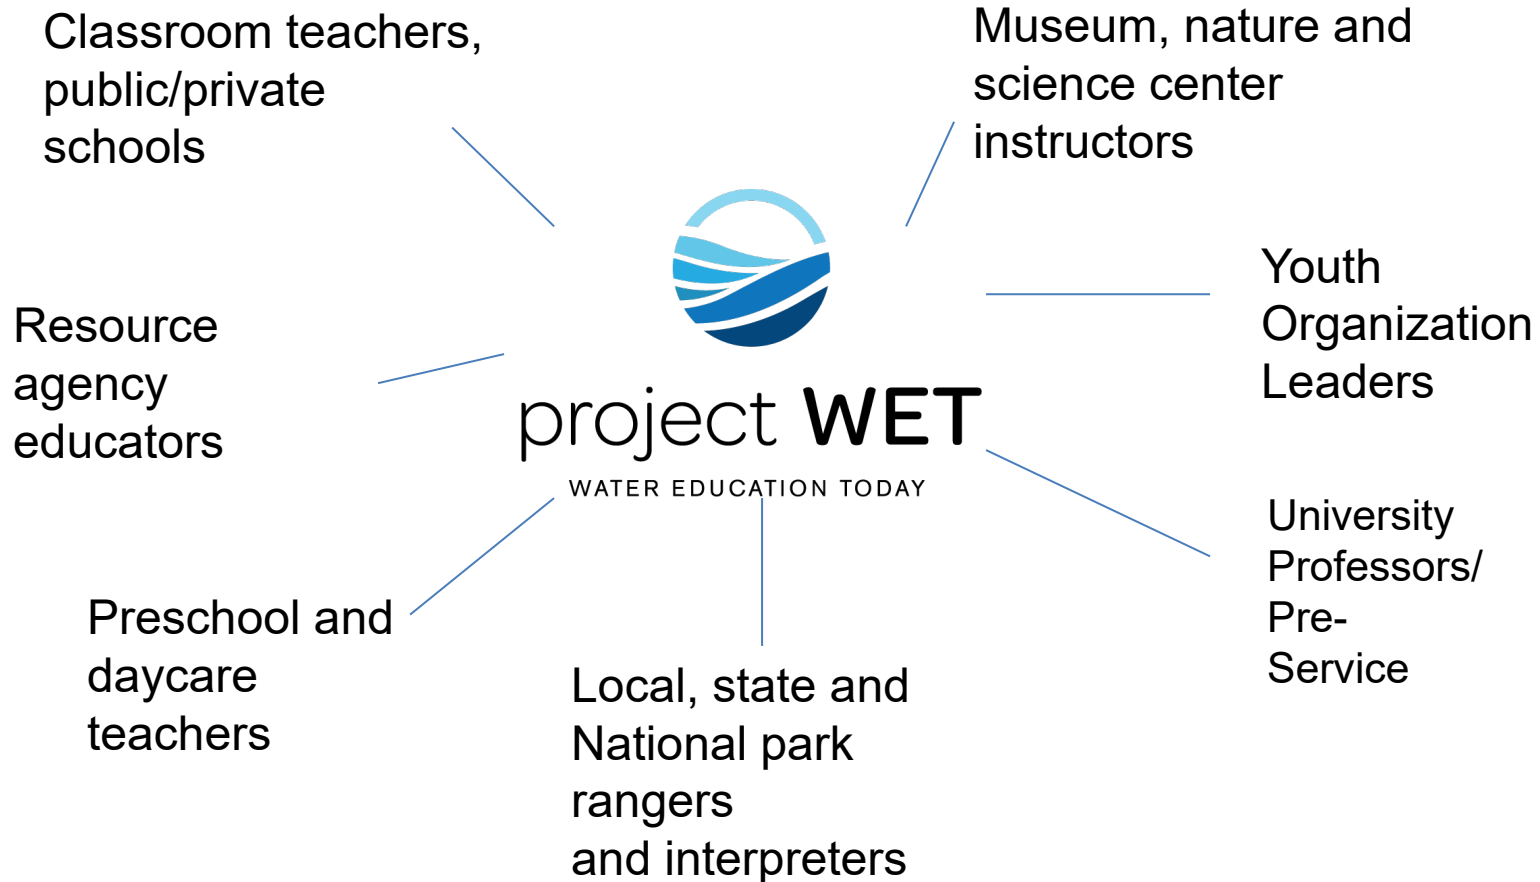 Classroom teachers,
public/private
schools
Museum, nature and
science center
instructors
Youth
Organization
Leaders
Resource
agency
educators
project WET
WATER EDUCATION TODAY
University
Professors/
Pre-
Service
Preschool and
daycare
teachers
Local, state and
National park
rangers
and interpreters